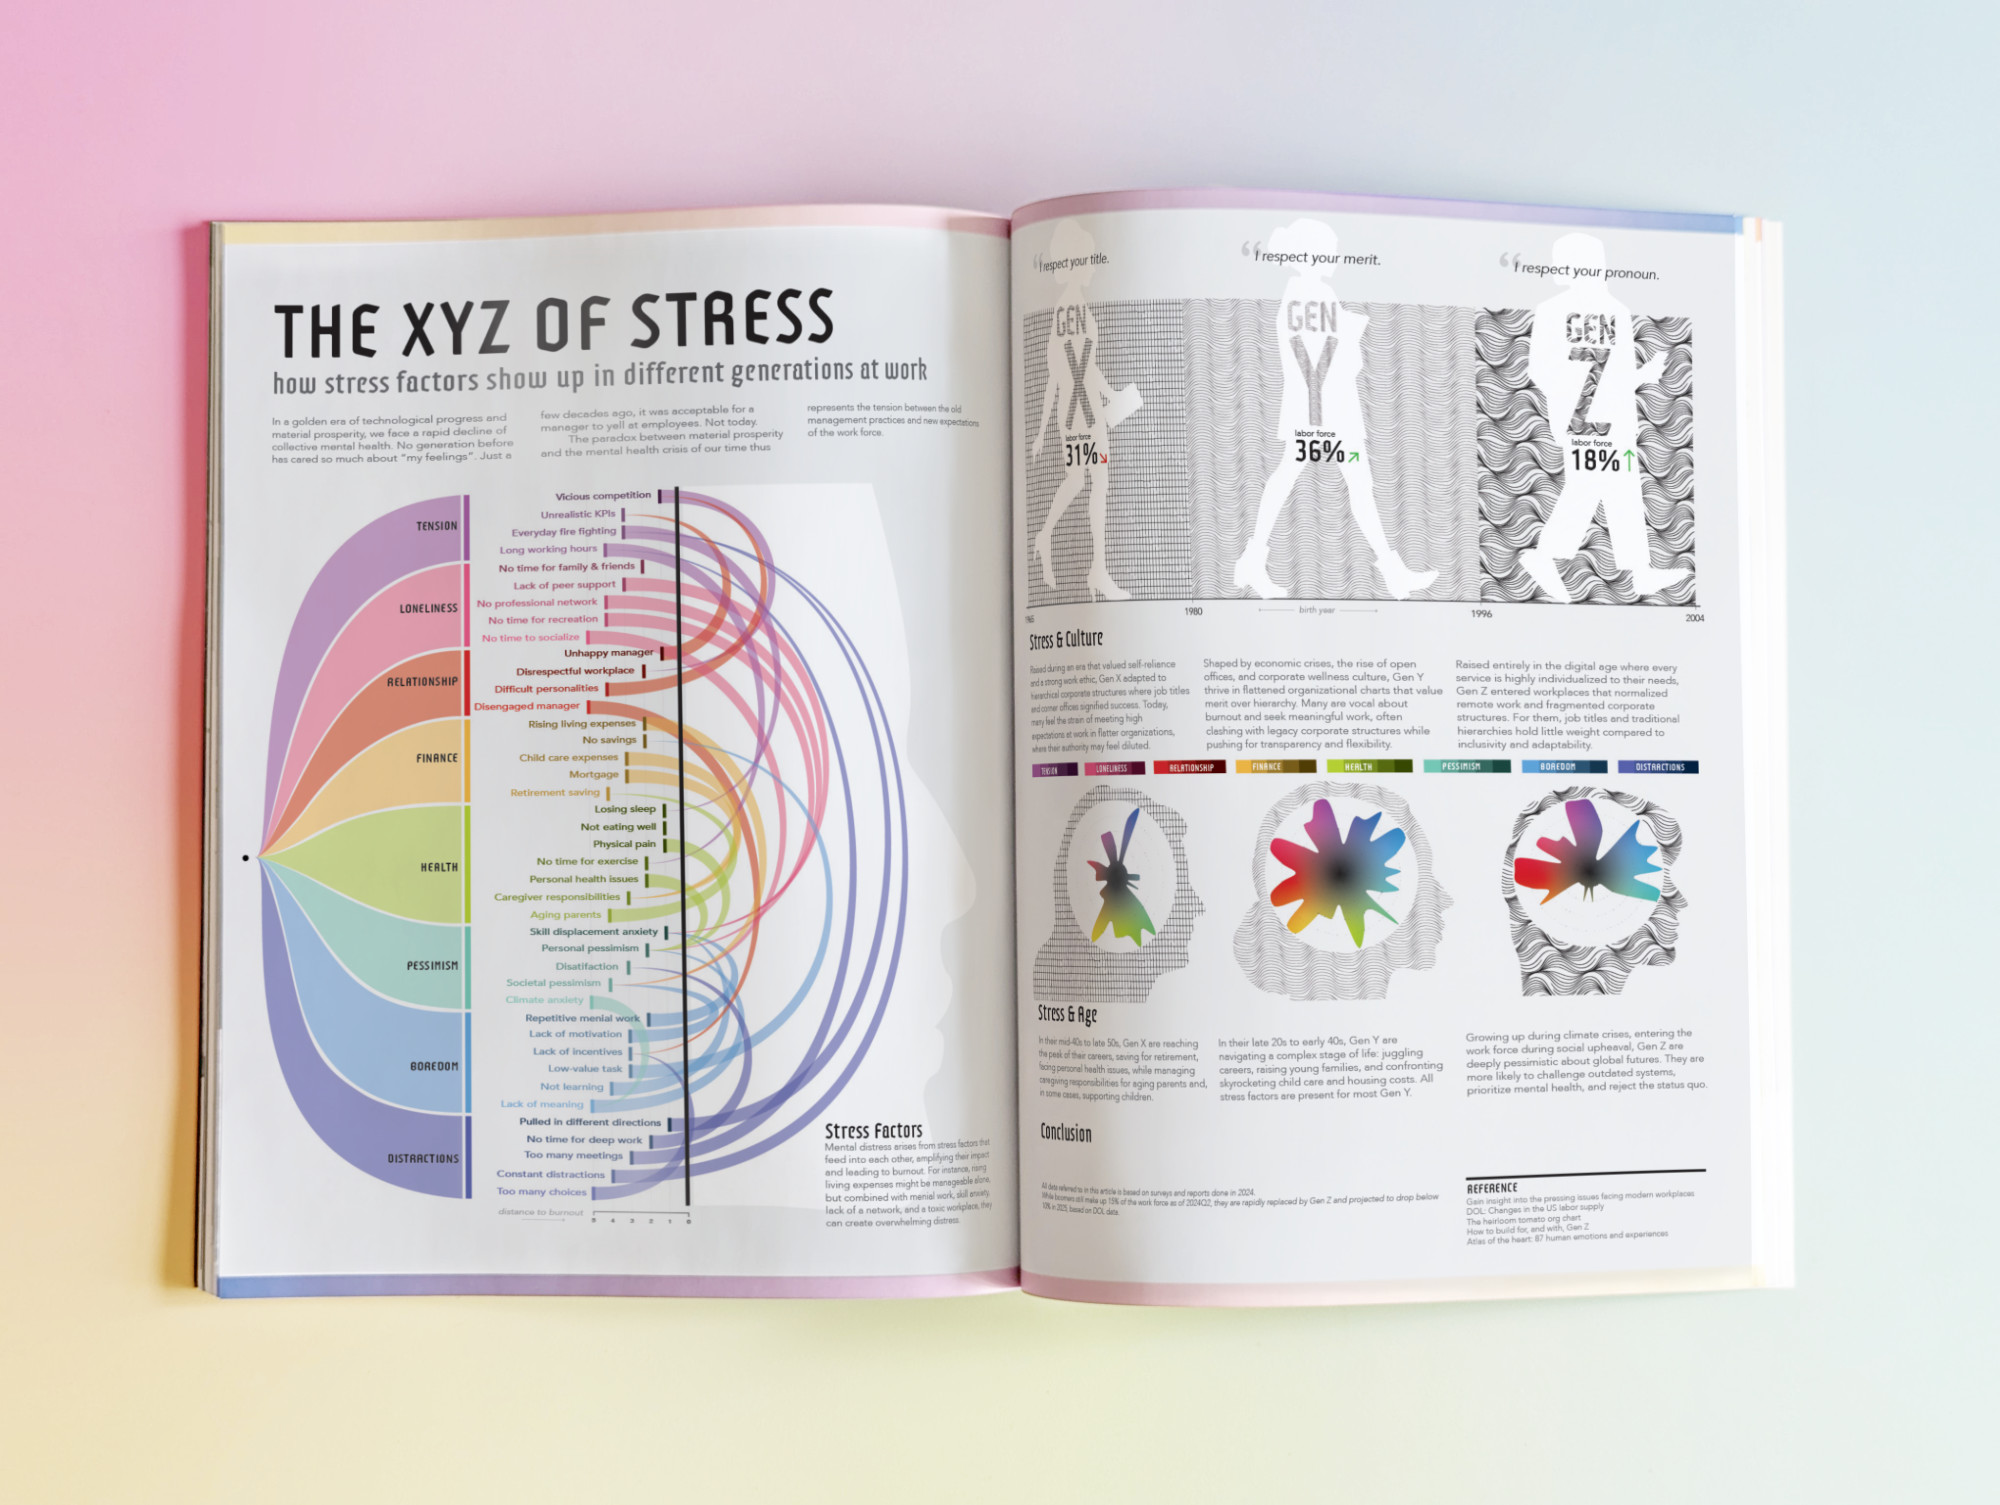 THE XYZ OF STRESS
how stress factors show up in different generations at work
In a golden era of technological progress and
material prosperity, we face a rapid decline of
collective mental health. No generation before
has cared so much about "my feelings". Just a
few decades ago, it was acceptable for a
manager to yell at employees. Not today.
The paradox between material prosperity
and the mental health crisis of our time thus
represents the tension between the old
management practices and new expectations
of the work force.
TENSION
LONELINESS
RELATIONSHIP
FINANCE
HEALTH
PESSIMISM
BOREDOM
DISTRACTIONS
Vicious competition
Unrealistic KPIs
Everyday fire fighting
Long working hours
No time for family & friends
Lack of peer support
No professional network
No time for recreation
No time to socialize
Unhappy manager
Disrespectful workplace
Difficult personalities
Disengaged manager
Rising living expenses
No savings
Child care expenses
Mortgage
Retirement saving
Losing sleep
Not eating well
Physical pain
No time for exercise
Personal health issues
Caregiver responsibilities
Aging parents
Skill displacement anxiety
Personal pessimism
Disatifaction
Societal pessimism
Climate anxiety
Repetitive menial work
Lack of motivation
Lack of incentives
Low-value task
Not learning
Lack of meaning
Pulled in different directions
No time for deep work
Too many meetings
Constant distractions
Too many choices
distance to burnout
5 4 3 2 1 0
Stress Factors
Mental distress arises from stress factors that
feed into each other, amplifying their impact
and leading to burnout. For instance, rising
living expenses might be manageable alone,
but combined with menial work, skill anxiety,
lack of a network, and a toxic workplace, they
can create overwhelming distress.
“I respect your title.
“I respect your merit.
“I respect your pronoun.
GEN
X
labor force
31%↘
GEN
Y
labor force
36%↗
GEN
Z
labor force
18%↑
1965
1980
birth year
1996
2004
Stress & Culture
Raised during an era that valued self-reliance
and a strong work ethic, Gen X adapted to
hierarchical corporate structures where job titles
and corner offices signified success. Today,
many feel the strain of meeting high
expectations at work in flatter organizations,
where their authority may feel diluted.
Shaped by economic crises, the rise of open
offices, and corporate wellness culture, Gen Y
thrive in flattened organizational charts that value
merit over hierarchy. Many are vocal about
burnout and seek meaningful work, often
clashing with legacy corporate structures while
pushing for transparency and flexibility.
Raised entirely in the digital age where every
service is highly individualized to their needs,
Gen Z entered workplaces that normalized
remote work and fragmented corporate
structures. For them, job titles and traditional
hierarchies hold little weight compared to
inclusivity and adaptability.
TENSION
LONELINESS
RELATIONSHIP
FINANCE
HEALTH
PESSIMISM
BOREDOM
DISTRACTIONS
Stress & Age
In their mid-40s to late 50s, Gen X are reaching
the peak of their careers, saving for retirement,
facing personal health issues, while managing
caregiving responsibilities for aging parents and,
in some cases, supporting children.
In their late 20s to early 40s, Gen Y are
navigating a complex stage of life: juggling
careers, raising young families, and confronting
skyrocketing child care and housing costs. All
stress factors are present for most Gen Y.
Growing up during climate crises, entering the
work force during social upheaval, Gen Z are
deeply pessimistic about global futures. They are
more likely to challenge outdated systems,
prioritize mental health, and reject the status quo.
Conclusion
All data referred to in this article is based on surveys and reports done in 2024.
While boomers still make up 15% of the work force as of 2024Q2, they are rapidly replaced by Gen Z and projected to drop below
10% in 2025, based on DOL data.
REFERENCE
Gain insight into the pressing issues facing modern workplaces
DOL: Changes in the US labor supply
The heirloom tomato org chart
How to build for, and with, Gen Z
Atlas of the heart: 87 human emotions and experiences